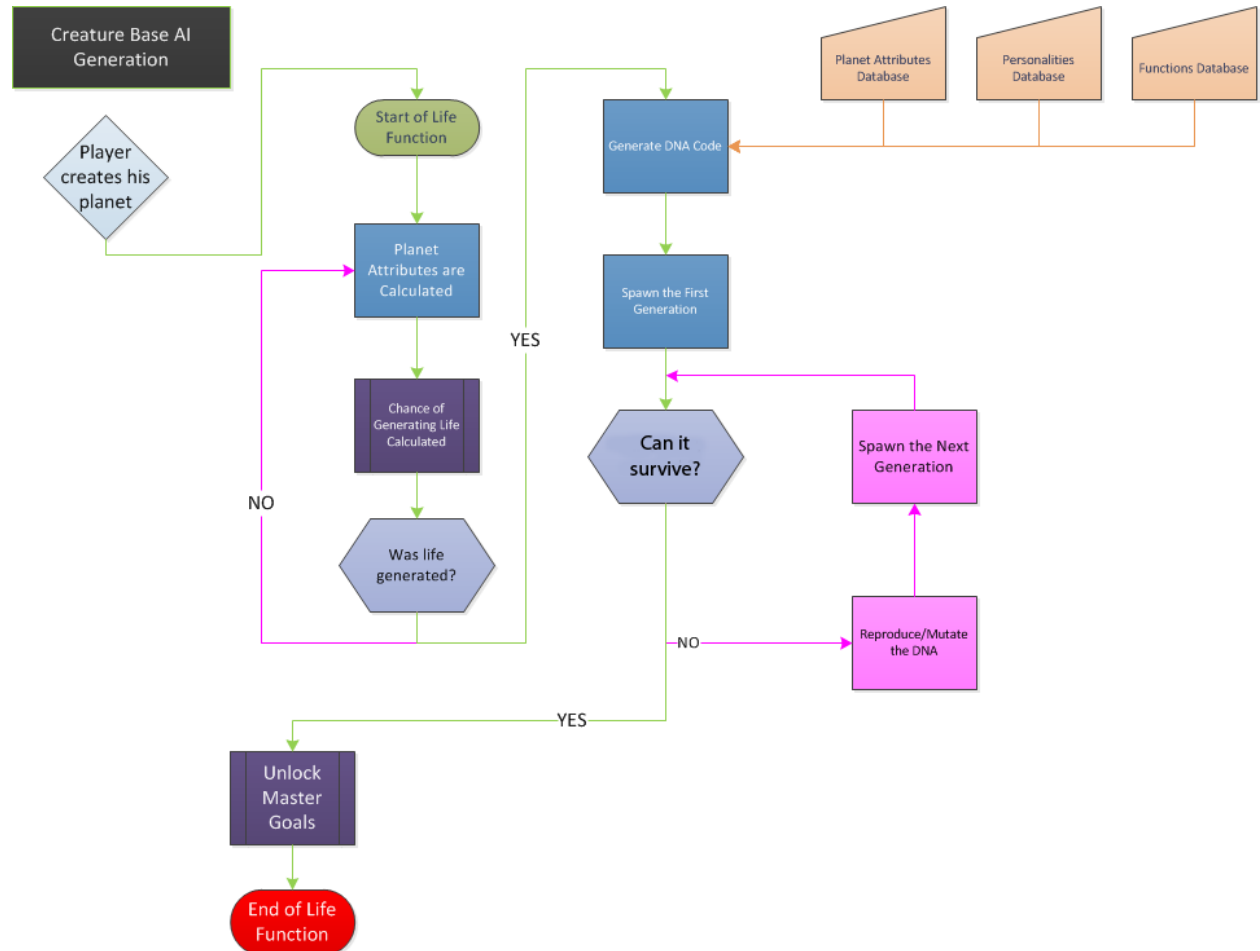 Creature Base AI
Generation
Player
creates his
planet
Start of Life
Function
Planet
Attributes are
Calculated
Chance of
Generating Life
Calculated
Was life
generated?
NO
YES
Planet Attributes
Database
Personalities
Database
Functions Database
Generate DNA Code
Spawn the First
Generation
Can it
survive?
Spawn the Next
Generation
Reproduce/Mutate
the DNA
NO
YES
Unlock
Master
Goals
End of Life
Function